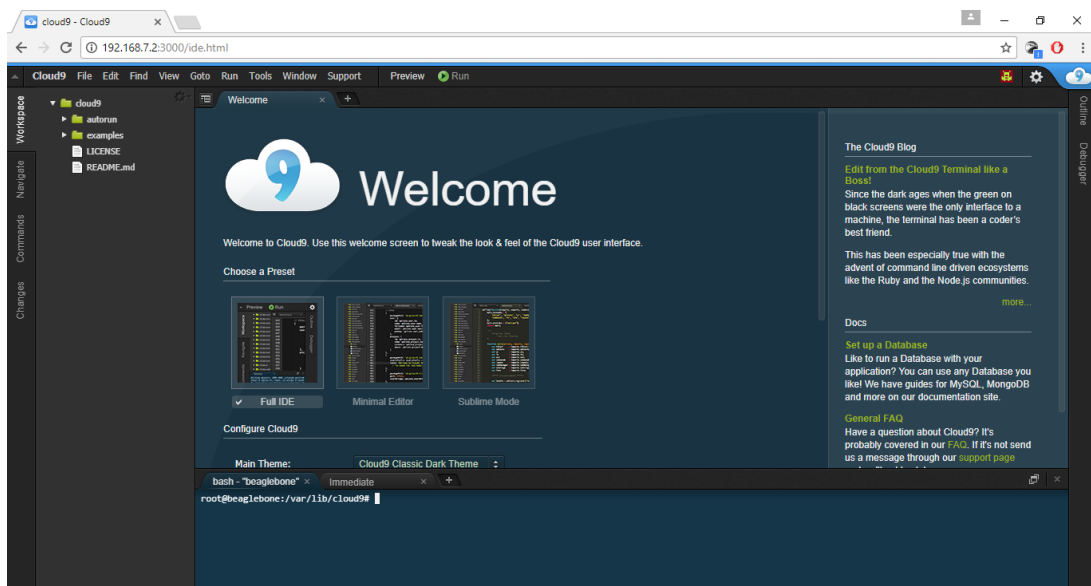 cloud9 - Cloud9
192.168.7.2:3000/ide.html
Cloud9 File Edit Find View Goto Run Tools Window Support Preview Run
Workspace
Navigate
Commands
Changes
cloud9
autorun
examples
LICENSE
README.md
Welcome
9
Welcome
Welcome to Cloud9. Use this welcome screen to tweak the look & feel of the Cloud9 user interface.
Choose a Preset
Full IDE
Minimal Editor
Sublime Mode
Configure Cloud9
Main Theme:
Cloud9 Classic Dark Theme
The Cloud9 Blog
Edit from the Cloud9 Terminal like a
Boss!
Since the dark ages when the green on
black screens were the only interface to a
machine, the terminal has been a coder's
best friend.
This has been especially true with the
advent of command line driven ecosystems
like the Ruby and the Node.js communities.
more...
Docs
Set up a Database
Like to run a Database with your
application? You can use any Database you
like! We have guides for MySQL, MongoDB
and more on our documentation site.
General FAQ
Have a question about Cloud9? It's
probably covered in our FAQ. If it's not send
us a message through our support page
9
Outline
Debugger
bash - "beaglebone"
Immediate
root@beaglebone:/var/lib/cloud9#